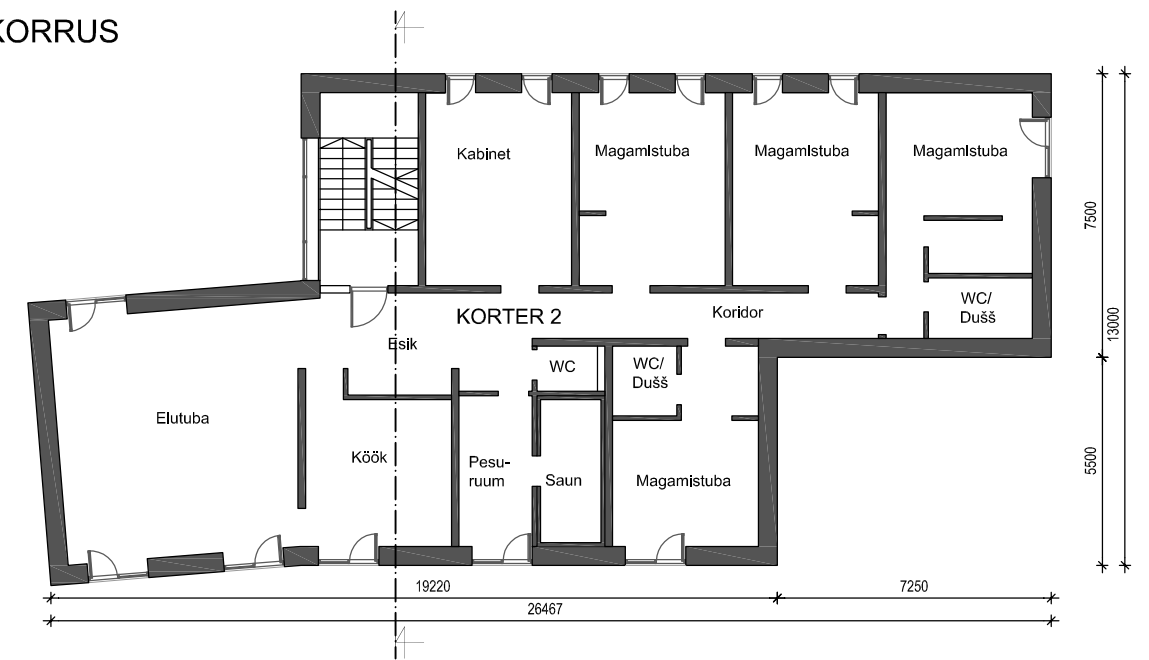 KORRUS
Kabinet
Magamistuba
Magamistuba
Magamistuba
7500
13000
WC/
Dušš
KORTER 2
Koridor
Esik
WC
WC/
Dušš
Elutuba
Köök
Pesu-
ruum
Saun
Magamistuba
5500
19220
7250
26467